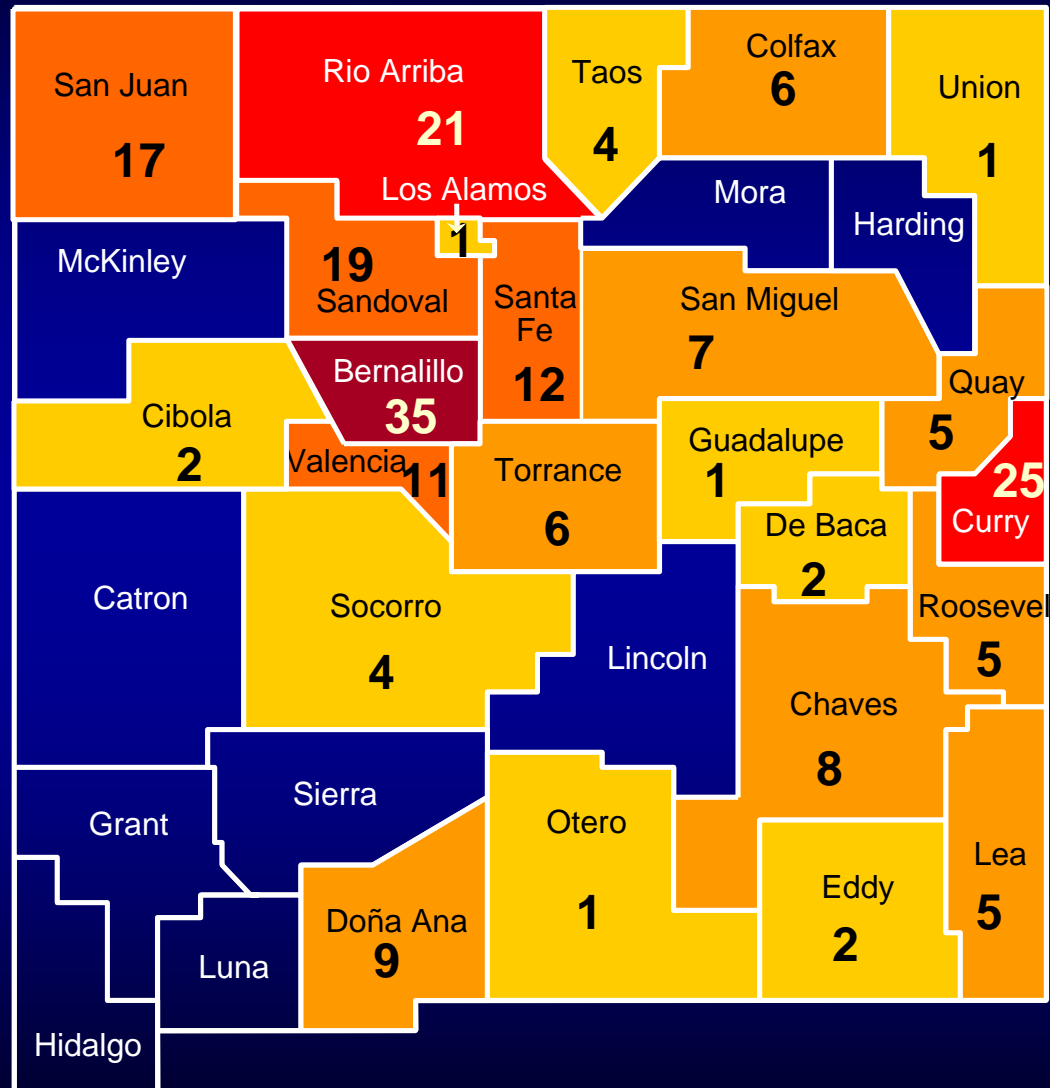 San Juan
17
Rio Arriba
21
Taos
4
Colfax
6
Union
1
Los Alamos
1
Mora
Harding
McKinley
19
Sandoval
Santa
Fe
12
San Miguel
7
Quay
5
Bernalillo
35
Cibola
2
Valencia
11
Torrance
6
Guadalupe
1
25
Curry
De Baca
2
Catron
Socorro
4
Lincoln
Roosevel
5
Chaves
8
Sierra
Grant
Otero
1
Eddy
2
Lea
5
Doña Ana
9
Luna
Hidalgo